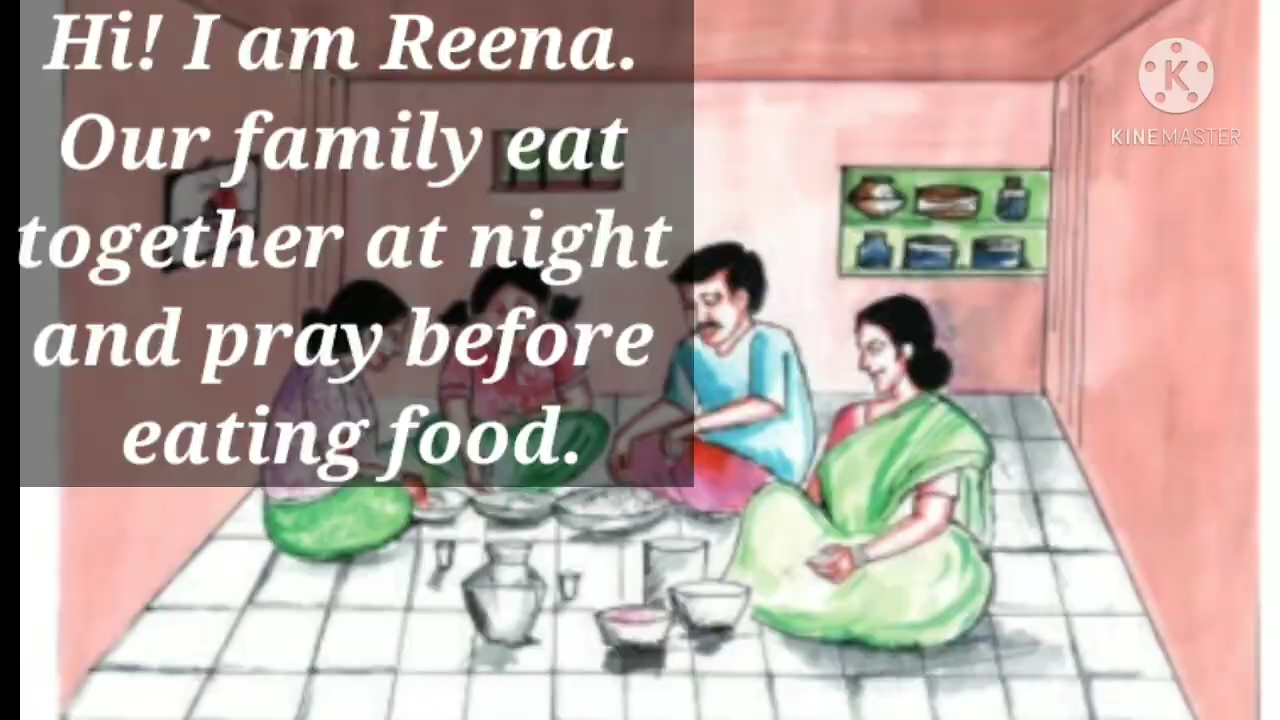 Hi! I am Reena.
Our family eat
together at night
and pray before
eating food.
K
KINEMASTER